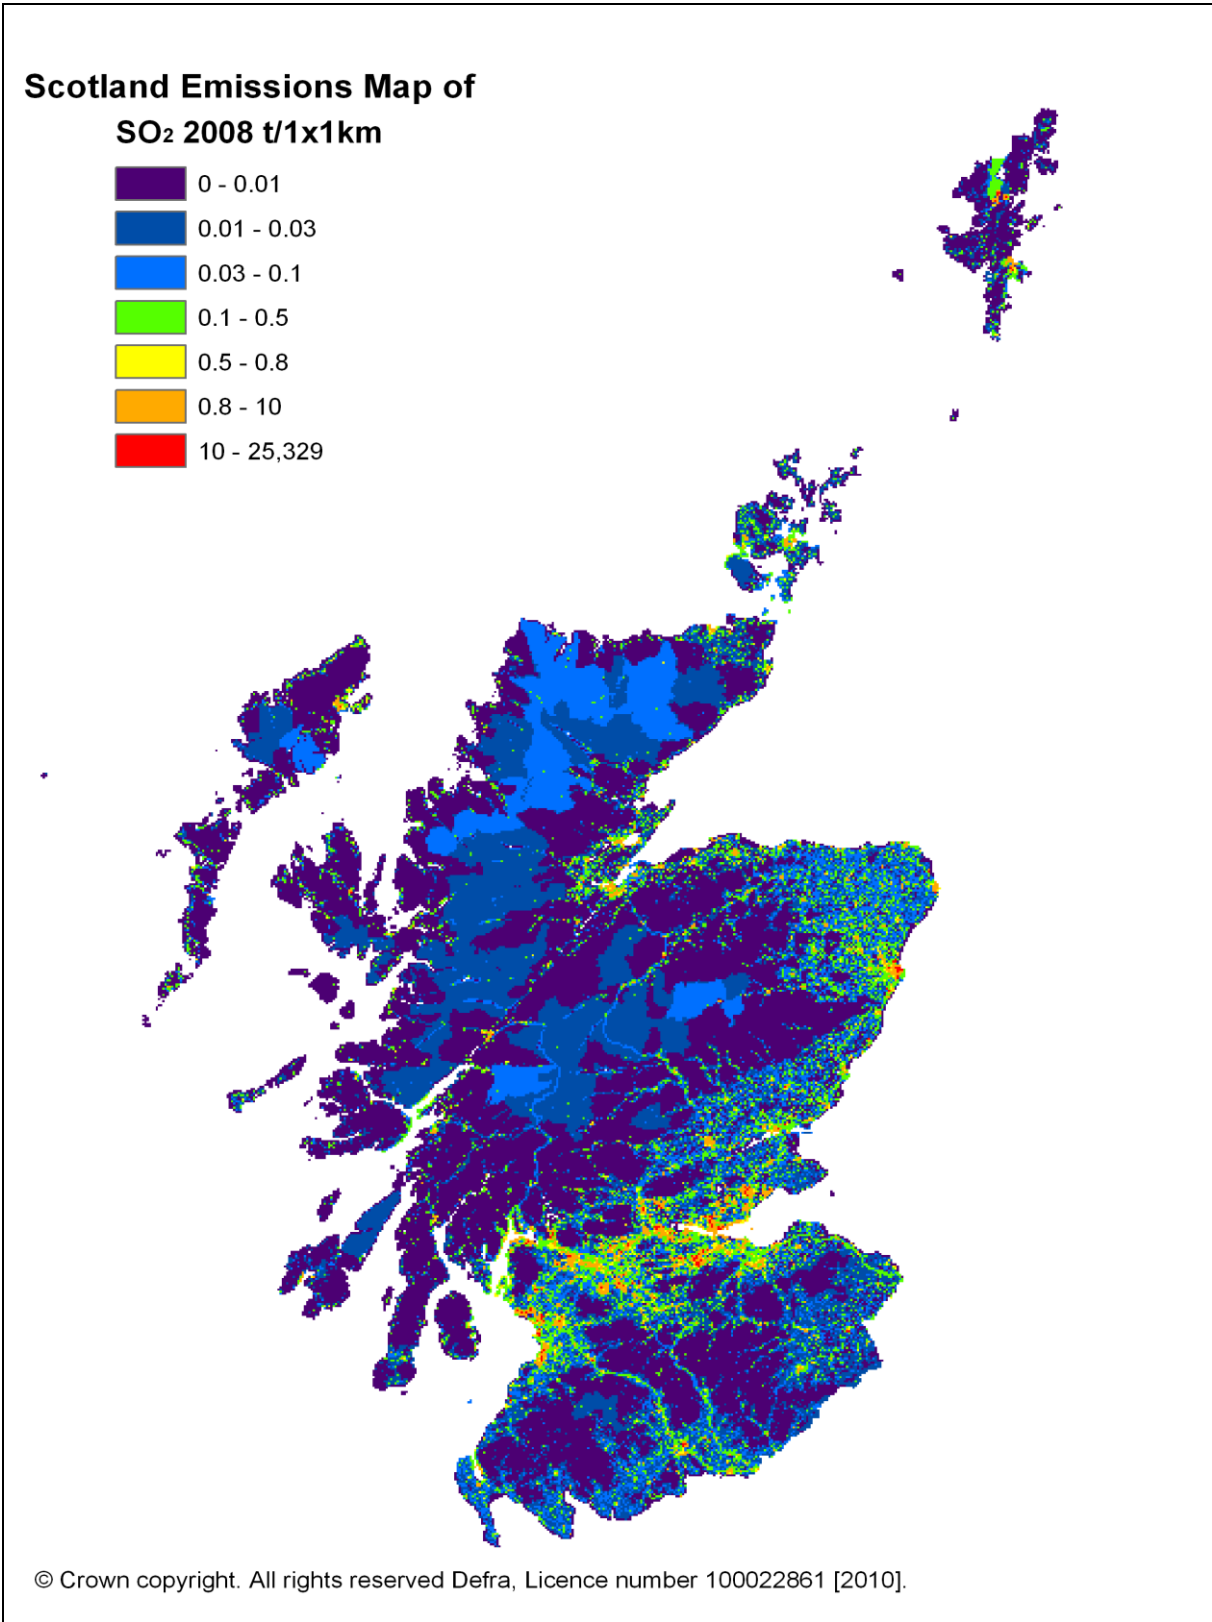 Scotland Emissions Map of
SO₂ 2008 t/1x1km
0 - 0.01
0.01 - 0.03
0.03 - 0.1
0.1 - 0.5
0.5 - 0.8
0.8 - 10
10 - 25,329
© Crown copyright. All rights reserved Defra, Licence number 100022861 [2010].